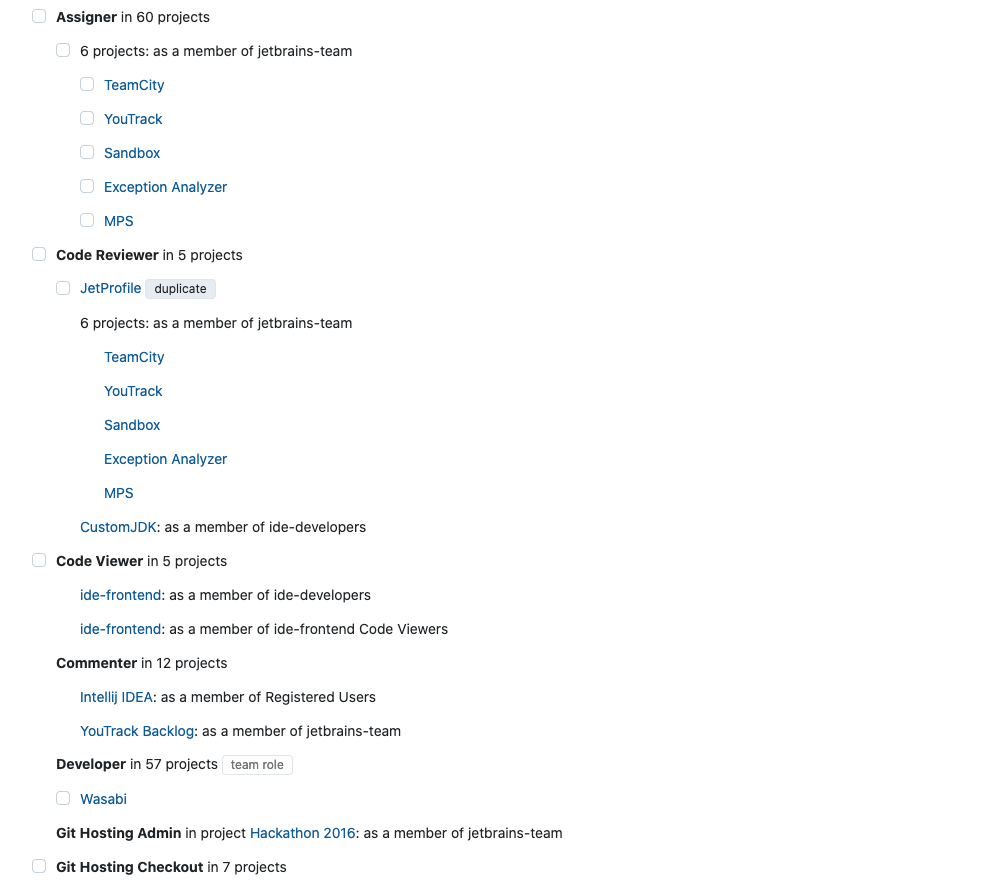 Assigner in 60 projects
6 projects: as a member of jetbrains-team
TeamCity
YouTrack
Sandbox
Exception Analyzer
MPS
Code Reviewer in 5 projects
JetProfile duplicate
6 projects: as a member of jetbrains-team
TeamCity
YouTrack
Sandbox
Exception Analyzer
MPS
CustomJDK: as a member of ide-developers
Code Viewer in 5 projects
ide-frontend: as a member of ide-developers
ide-frontend: as a member of ide-frontend Code Viewers
Commenter in 12 projects
Intellij IDEA: as a member of Registered Users
YouTrack Backlog: as a member of jetbrains-team
Developer in 57 projects team role
Wasabi
Git Hosting Admin in project Hackathon 2016: as a member of jetbrains-team
Git Hosting Checkout in 7 projects